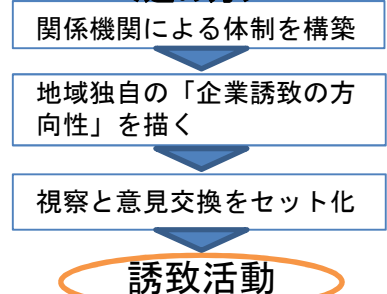 関係機関による体制を構築
地域独自の「企業誘致の方
向性」を描く
視察と意見交換をセット化
誘致活動